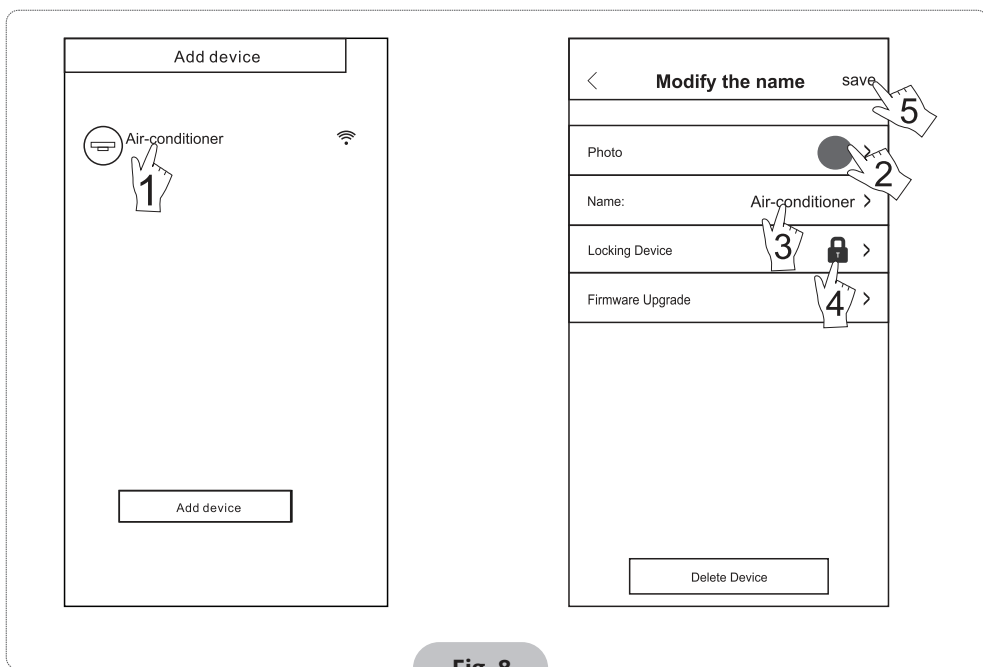 Add device
Air-conditioner
1
Add device
Modify the name save
5
Photo
2
Name: Air-conditioner
3
Locking Device
4
Firmware Upgrade
Delete Device
Fig. 8